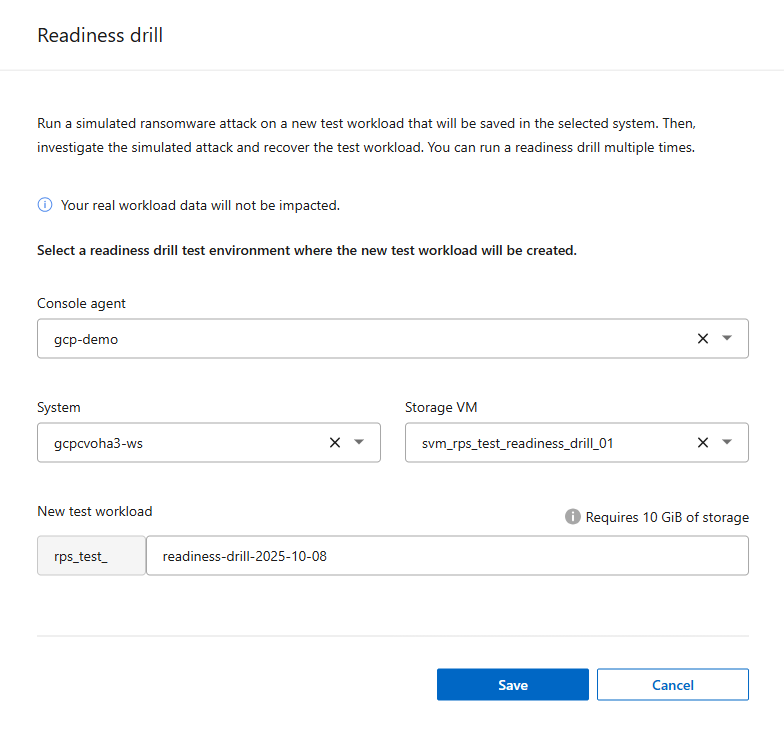 Readiness drill
Run a simulated ransomware attack on a new test workload that will be saved in the selected system. Then,
investigate the simulated attack and recover the test workload. You can run a readiness drill multiple times.
Your real workload data will not be impacted.
Select a readiness drill test environment where the new test workload will be created.
Console agent
gcp-demo
System
Storage VM
gcpcvoha3-ws
svm_rps_test_readiness_drill_01
New test workload
Requires 10 GiB of storage
rps_test_
readiness-drill-2025-10-08
Save
Cancel